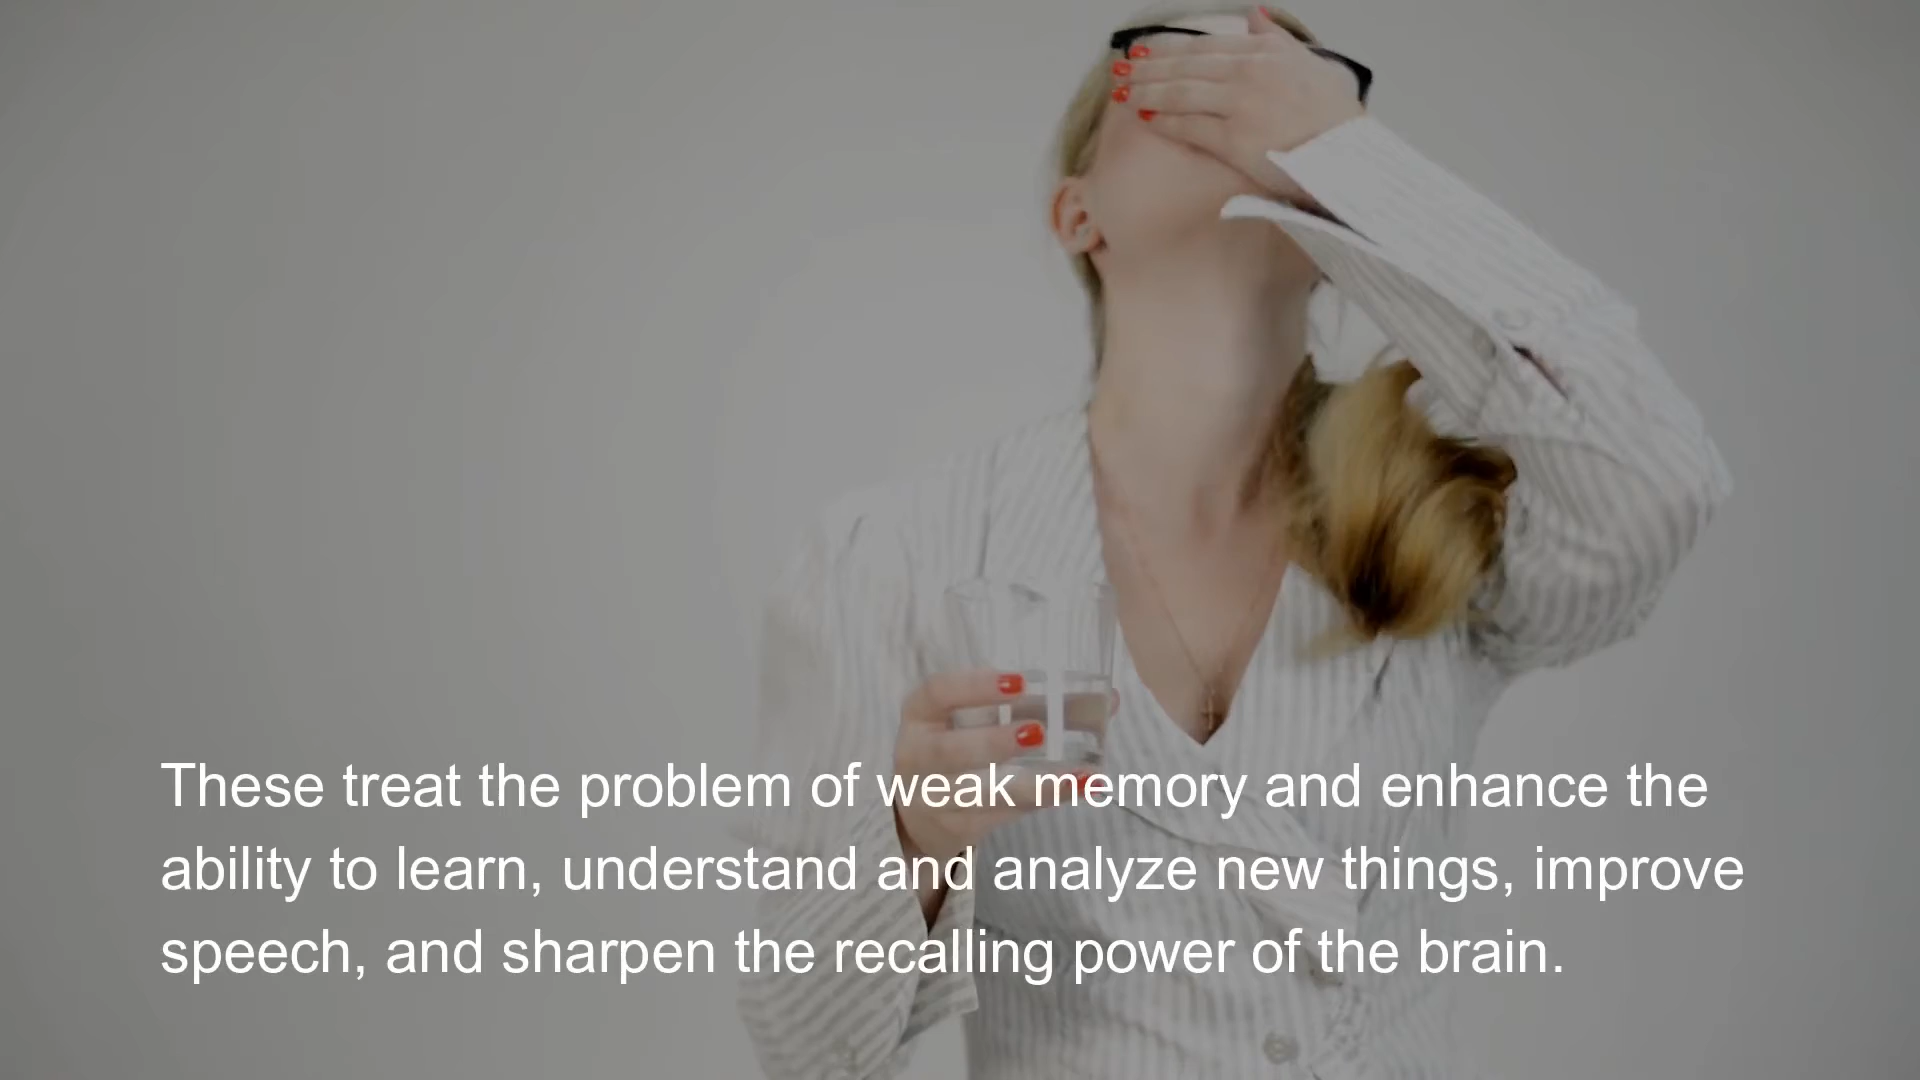 These treat the problem of weak memory and enhance the
ability to learn, understand and analyze new things, improve
speech, and sharpen the recalling power of the brain.